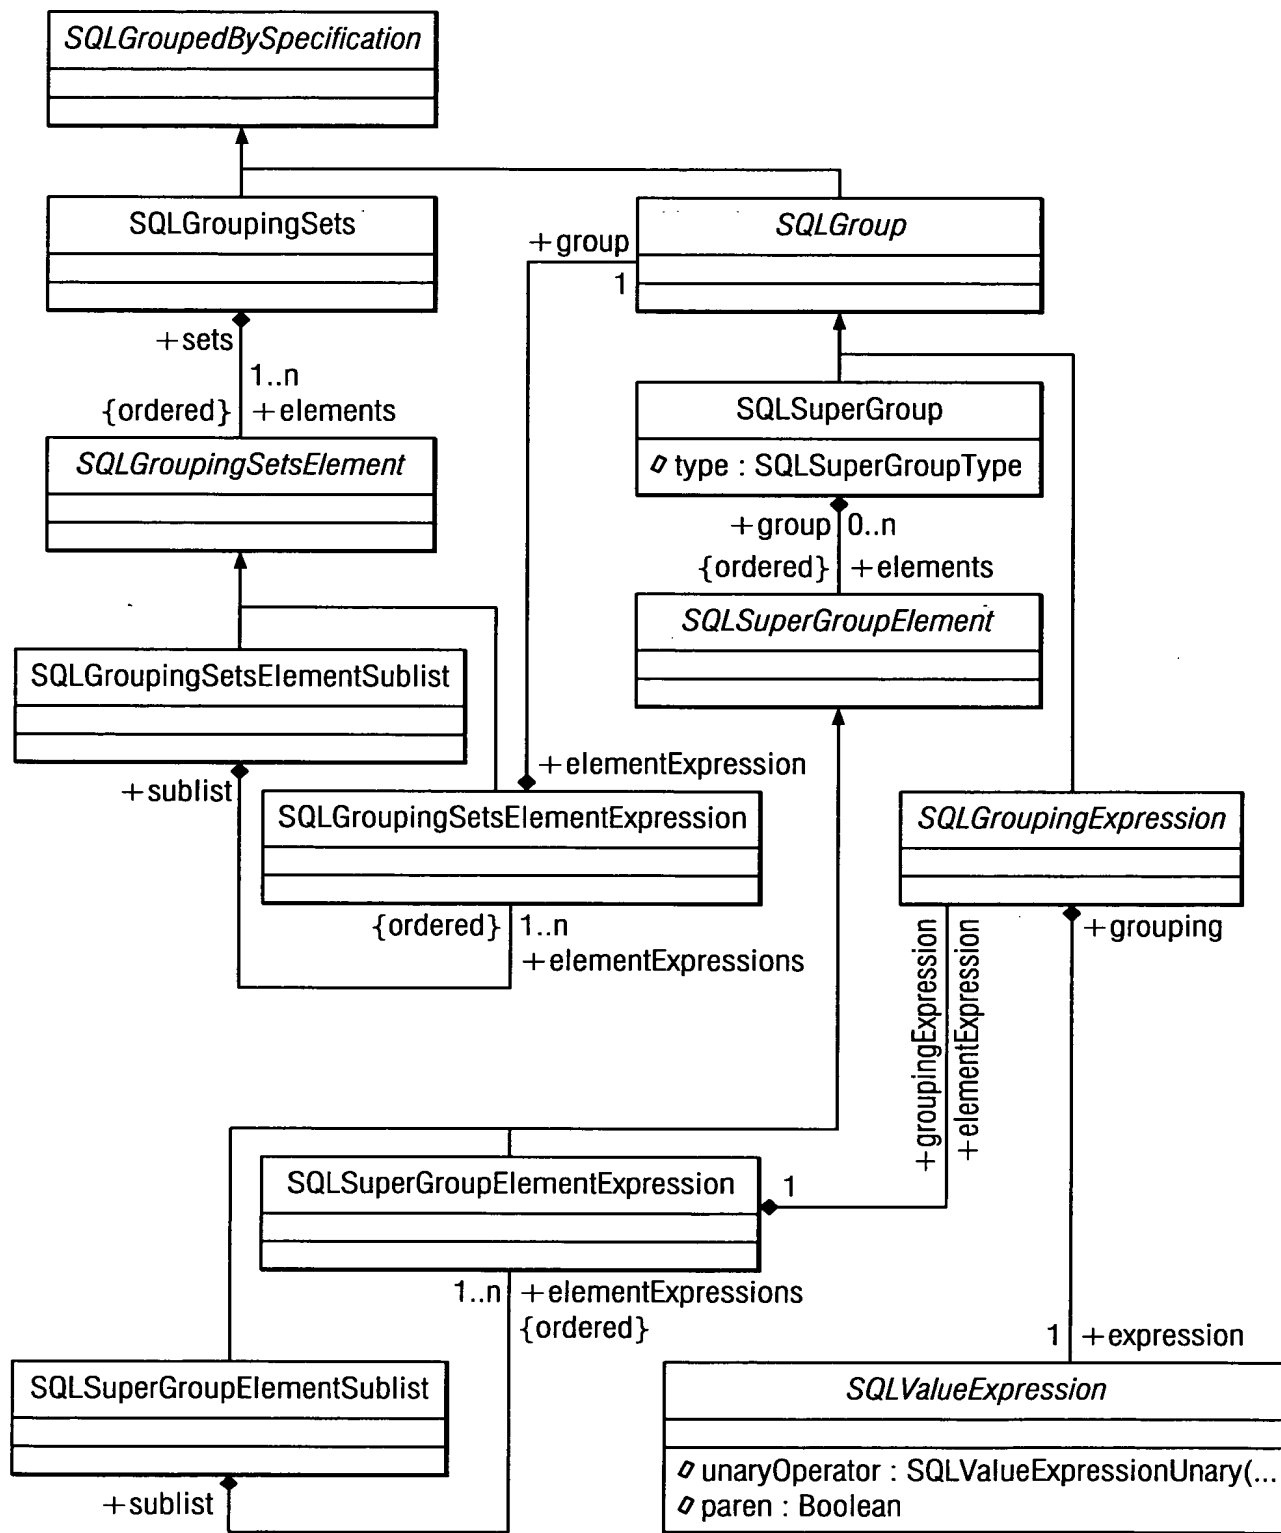 SQLGroupedBySpecification
SQLGroupingSets
SQLGroup
+group
1
+sets
1..n
{ordered} +elements
SQLGroupingSetsElement
SQLSuperGroup
type : SQLSuperGroupType
+group 0..n
{ordered} +elements
SQLSuperGroupElement
SQLGroupingSetsElementSublist
+sublist
+elementExpression
SQLGroupingSetsElementExpression
SQLGroupingExpression
{ordered} 1..n
+elementExpressions
+grouping
+groupingExpression
+elementExpression
SQLSuperGroupElementExpression
1
1..n +elementExpressions
{ordered}
1 +expression
SQLSuperGroupElementSublist
+sublist
SQLValueExpression
unaryOperator : SQLValueExpressionUnary(...
paren : Boolean